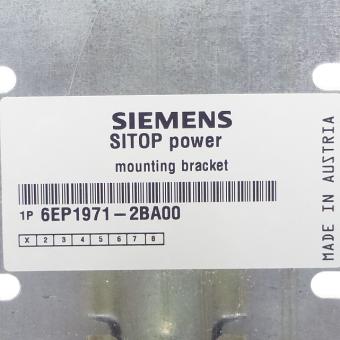 SIEMENS
SITOP power
mounting bracket
1P 6EP1971-2BA00
X 2 3 4 5 6 7 8
MADE IN AUSTRIA